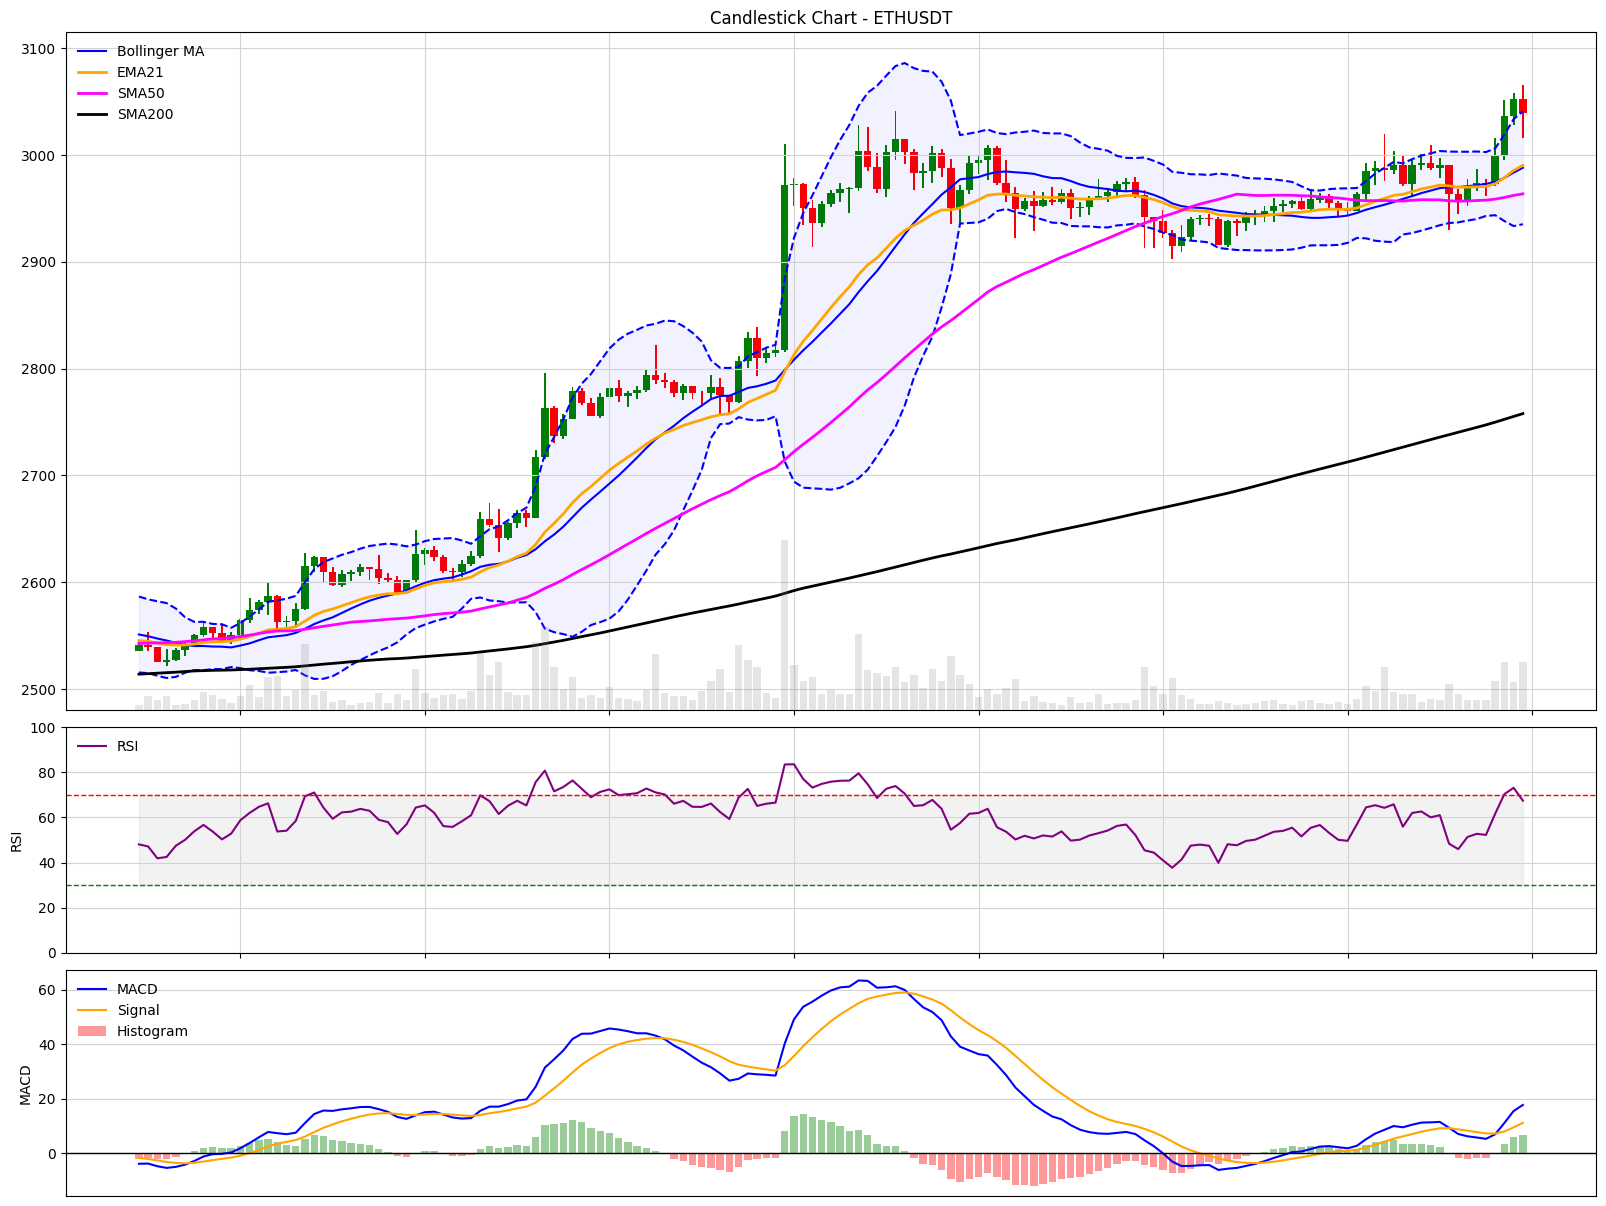 Candlestick Chart - ETHUSDT
Bollinger MA
EMA21
SMA50
SMA200
3100
3000
2900
2800
2700
2600
2500
RSI
100
80
60
40
20
0
RSI
MACD
Signal
Histogram
60
40
20
0
MACD